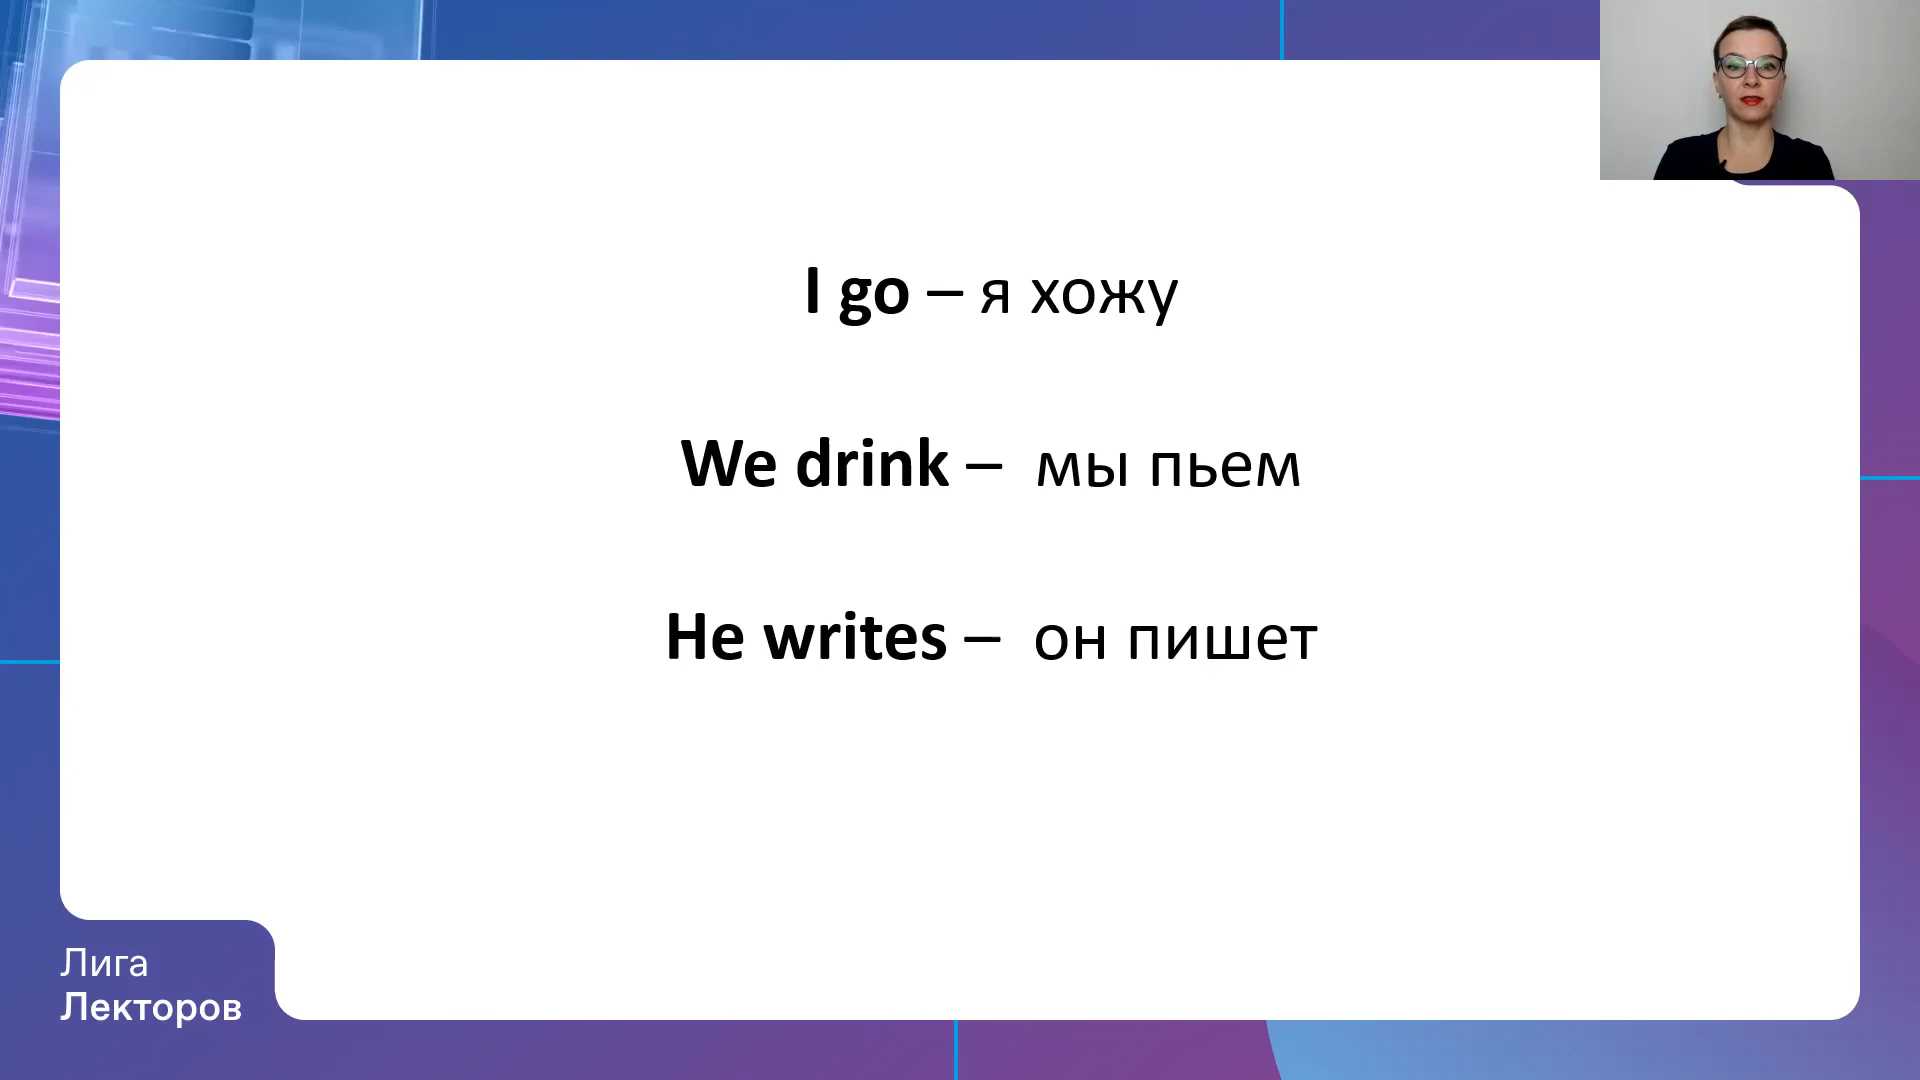 I go – я хожу
We drink – мы пьем
He writes – он пишет
Лига
Лекторов